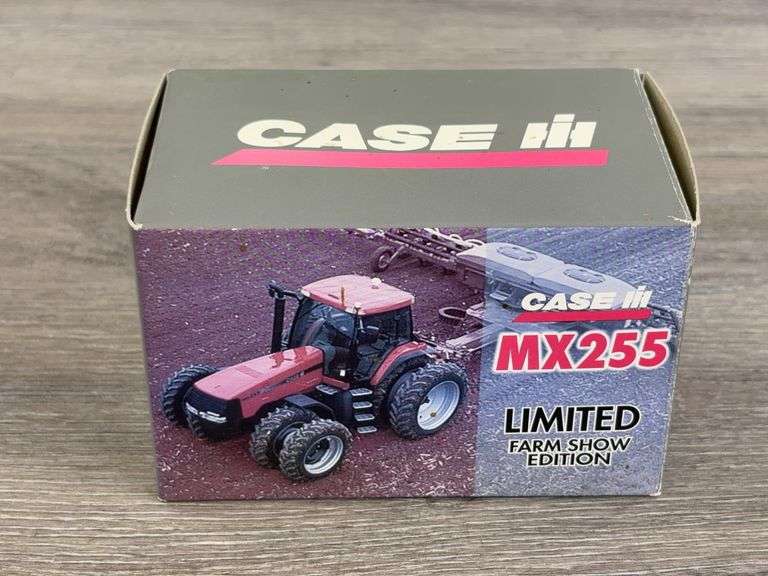 CASE IH
CASE IH
MX255
LIMITED
FARM SHOW
EDITION